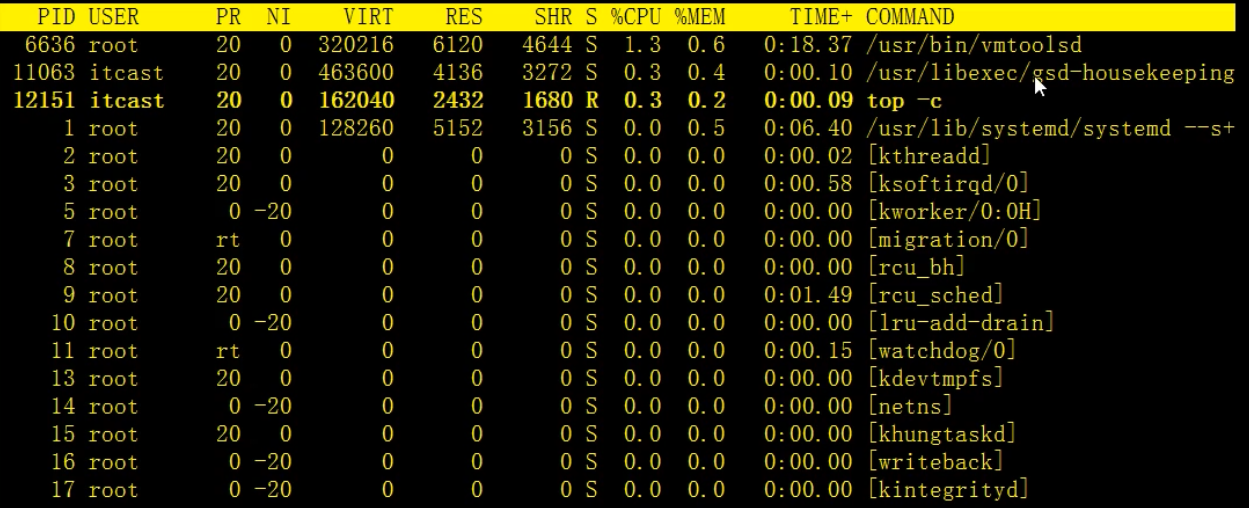 PID USER PR NI VIRT RES SHR S %CPU %MEM TIME+ COMMAND
6636 root 20 0 320216 6120 4644 S 1.3 0.6 0:18.37 /usr/bin/vmtoolsd
11063 itcast 20 0 463600 4136 3272 S 0.3 0.4 0:00.10 /usr/libexec/gsd-housekeeping
12151 itcast 20 0 162040 2432 1680 R 0.3 0.2 0:00.09 top -c
1 root 20 0 128260 5152 3156 S 0.0 0.5 0:06.40 /usr/lib/systemd/systemd --s+
2 root 20 0 0 0 0 S 0.0 0.0 0:00.02 [kthreadd]
3 root 20 0 0 0 0 S 0.0 0.0 0:00.58 [ksoftirqd/0]
5 root 0 -20 0 0 0 S 0.0 0.0 0:00.00 [kworker/0:0H]
7 root rt 0 0 0 0 S 0.0 0.0 0:00.00 [migration/0]
8 root 20 0 0 0 0 S 0.0 0.0 0:00.00 [rcu_bh]
9 root 20 0 0 0 0 S 0.0 0.0 0:01.49 [rcu_sched]
10 root 0 -20 0 0 0 S 0.0 0.0 0:00.00 [lru-add-drain]
11 root rt 0 0 0 0 S 0.0 0.0 0:00.15 [watchdog/0]
13 root 20 0 0 0 0 S 0.0 0.0 0:00.00 [kdevtmpfs]
14 root 0 -20 0 0 0 S 0.0 0.0 0:00.00 [netns]
15 root 20 0 0 0 0 S 0.0 0.0 0:00.00 [khungtaskd]
16 root 0 -20 0 0 0 S 0.0 0.0 0:00.00 [writeback]
17 root 0 -20 0 0 0 S 0.0 0.0 0:00.00 [kintegrityd]